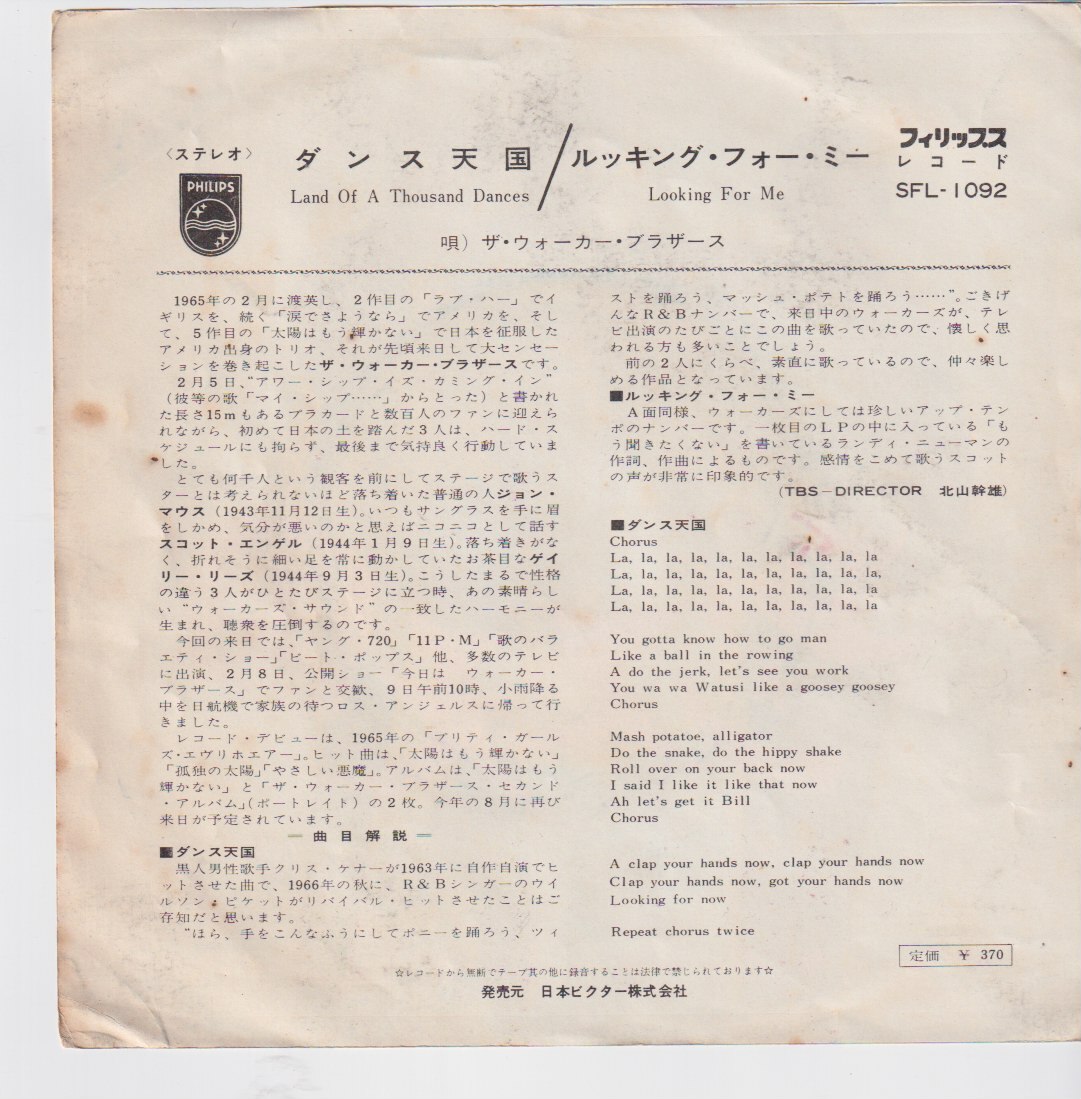 〈ステレオ〉
PHILIPS
ダンス天国/ルッキング・フォー・ミー
Land Of A Thousand Dances
Looking For Me
フィリップス
レコード
SFL-1092
唄）ザ・ウォーカー・ブラザース
1965年の２月に渡英し、２作目の「ラブ・ハー」でイ
ギリスを、続く「涙でさようなら」でアメリカを、そし
て、５作目の「太陽はもう輝かない」で日本を征服した
アメリカ出身のトリオ、それが先頃来日して大センセー
ションを巻き起こしたザ・ウォーカー・ブラザースです。
２月５日、“アワー・シップ・イズ・カミング・イン”
（彼等の歌「マイ・シップ……」からとった）と書かれ
た長さ15ｍもあるプラカードと数百人のファンに迎えら
れながら、初めて日本の土を踏んだ３人は、ハード・ス
ケジュールにも拘らず、最後まで気持良く行動していま
した。
とても何千人という観客を前にしてステージで歌うス
ターとは考えられないほど落ち着いた普通の人ジョン・
マウス（1943年11月12日生）。いつもサングラスを手に眉
をしかめ、気分が悪いのかと思えばニコニコとして話す
スコット・エンゲル（1944年１月９日生）。落ち着きがな
く、折れそうに細い足を常に動かしていたお茶目なゲイ
リー・リーズ（1944年９月３日生）。こうしたまるで性格
の違う３人がひとたびステージに立つ時、あの素晴らし
い“ウォーカーズ・サウンド”の一致したハーモニーが
生まれ、聴衆を圧倒するのです。
今回の来日では、「ヤング・720」「11Ｐ・Ｍ」「歌のバラ
エティ・ショー」「ビート・ポップス」他、多数のテレビ
に出演、２月８日、公開ショー「今日は　ウォーカー・
ブラザース」でファンと交歓、９日午前10時、小雨降る
中を日航機で家族の待つロス・アンジェルスに帰って行
きました。
レコード・デビューは、1965年の「プリティ・ガール
ズ・エヴリホエアー」。ヒット曲は、「太陽はもう輝かない」
「孤独の太陽」「やさしい悪魔」。アルバムは、「太陽はもう
輝かない」と「ザ・ウォーカー・ブラザース・セカンド
・アルバム」（ポートレイト）の２枚。今年の８月に再び
来日が予定されています。
― 曲目解説 ―
■ダンス天国
黒人男性歌手クリス・ケナーが1963年に自作自演でヒ
ットさせた曲で、1966年の秋に、Ｒ＆Ｂシンガーのウイ
ルソン・ピケットがリバイバル・ヒットさせたことはご
存知だと思います。
“ほら、手をこんなふうにしてポニーを踊ろう、ツィ
ストを踊ろう、マッシュ・ポテトを踊ろう……”。ごきげ
んなＲ＆Ｂナンバーで、来日中のウォーカーズが、テレ
ビ出演のたびごとにこの曲を歌っていたので、懐しく思
われる方も多いことでしょう。
前の２人にくらべ、素直に歌っているので、仲々楽し
める作品となっています。
■ルッキング・フォー・ミー
Ａ面同様、ウォーカーズにしては珍しいアップ・テン
ポのナンバーです。一枚目のＬＰの中に入っている「も
う聞きたくない」を書いているランディ・ニューマンの
作詞、作曲によるものです。感情をこめて歌うスコット
の声が非常に印象的です。
（TBS－DIRECTOR　北山幹雄）
■ダンス天国
Chorus
La, la, la, la, la, la, la, la, la, la, la
La, la, la, la, la, la, la, la, la, la, la,
La, la, la, la, la, la, la, la, la, la, la
La, la, la, la, la, la, la, la, la, la, la
You gotta know how to go man
Like a ball in the rowing
A do the jerk, let's see you work
You wa wa Watusi like a goosey goosey
Chorus
Mash potatoe, alligator
Do the snake, do the hippy shake
Roll over on your back now
I said I like it like that now
Ah let's get it Bill
Chorus
A clap your hands now, clap your hands now
Clap your hands now, got your hands now
Looking for now
Repeat chorus twice
定価　￥ 370
☆レコードから無断でテープ其の他に録音することは法律で禁じられております☆
発売元　日本ビクター株式会社